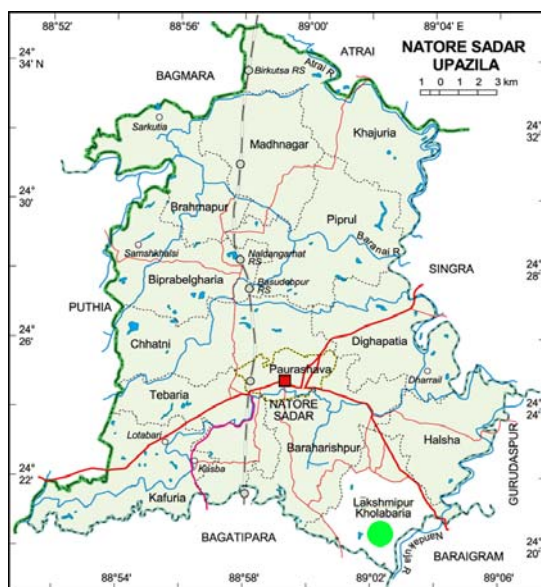 88° 52'
88° 56'
89° 00'
89° 04' E
24°
34' N
ATRAI
NATORE SADAR
UPAZILA
1 0 1 2 3 km
Birkutsa RS
Atrai R
BAGMARA
Sarkutia
Khajuria
24°
32'
Madhnagar
24°
30'
Brahmapur
Piprul
Baranai R
Samshkhalsi
Naldangahat
RS
SINGRA
24°
28'
Biprabelgharia
Basudebpur
RS
PUTHIA
24°
26'
Chhatni
Dighapatia
Paurashava
Dharrail
24°
24'
Tebaria
NATORE
SADAR
Lotabari
Baraharishpur
Halsha
GURUDASPUR
24°
22'
Kasba
Kafuria
Lakshmipur
Kholabaria
Nandakuja R
BAGATIPARA
BARAIGRAM
24°
20'
88° 54'
88° 58'
89° 02'
89° 06'